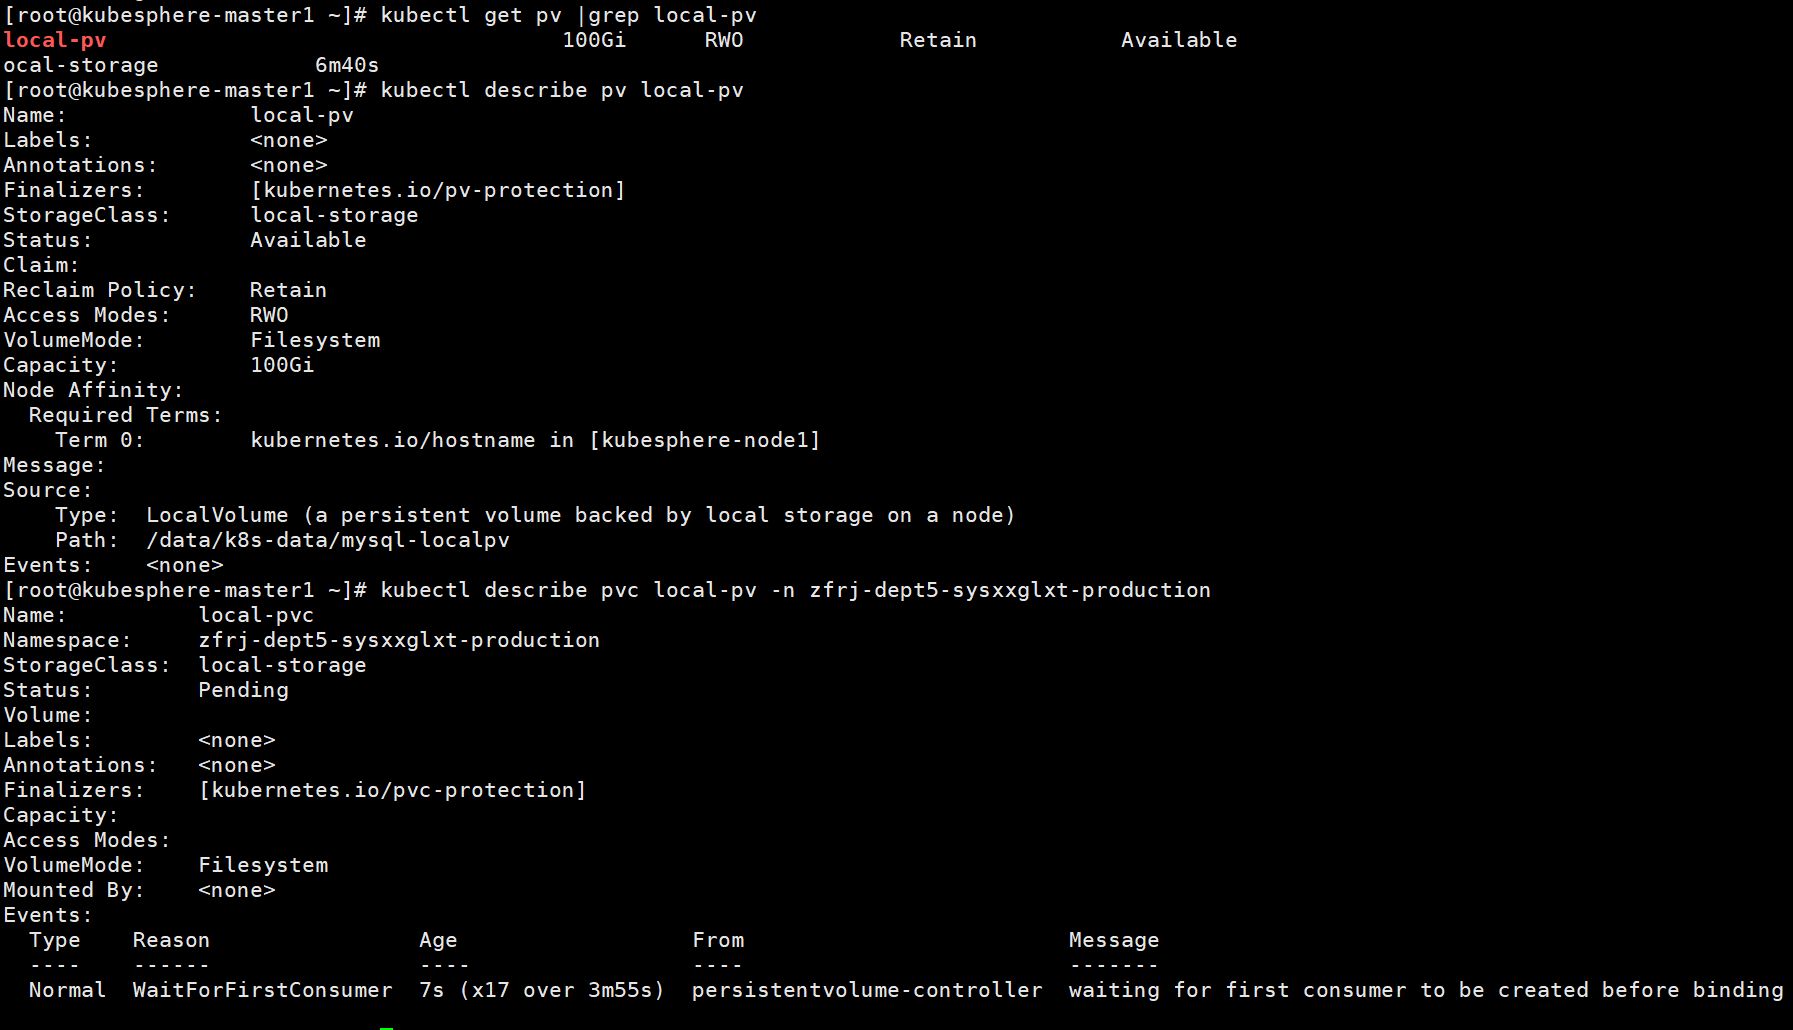 [root@kubesphere-master1 ~]# kubectl get pv |grep local-pv
local-pv                                   100Gi      RWO            Retain           Available
ocal-storage            6m40s
[root@kubesphere-master1 ~]# kubectl describe pv local-pv
Name:              local-pv
Labels:            <none>
Annotations:       <none>
Finalizers:        [kubernetes.io/pv-protection]
StorageClass:      local-storage
Status:            Available
Claim:
Reclaim Policy:    Retain
Access Modes:      RWO
VolumeMode:        Filesystem
Capacity:          100Gi
Node Affinity:
  Required Terms:
    Term 0:        kubernetes.io/hostname in [kubesphere-node1]
Message:
Source:
    Type:  LocalVolume (a persistent volume backed by local storage on a node)
    Path:  /data/k8s-data/mysql-localpv
Events:    <none>
[root@kubesphere-master1 ~]# kubectl describe pvc local-pv -n zfrj-dept5-sysxxglxt-production
Name:          local-pvc
Namespace:     zfrj-dept5-sysxxglxt-production
StorageClass:  local-storage
Status:        Pending
Volume:
Labels:        <none>
Annotations:   <none>
Finalizers:    [kubernetes.io/pvc-protection]
Capacity:
Access Modes:
VolumeMode:    Filesystem
Mounted By:    <none>
Events:
  Type    Reason                Age                  From                         Message
  ----    ------                ----                 ----                         -------
  Normal  WaitForFirstConsumer  7s (x17 over 3m55s)  persistentvolume-controller  waiting for first consumer to be created before binding